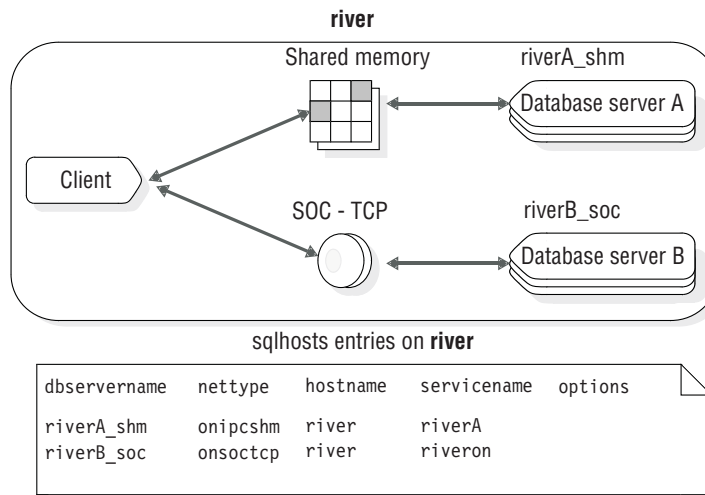 river
Shared memory
riverA_shm
Database server A
Client
SOC - TCP
riverB_soc
Database server B
sqlhosts entries on river
dbservername nettype hostname servicename options
riverA_shm onipcshm river riverA
riverB_soc onsoctcp river riveron